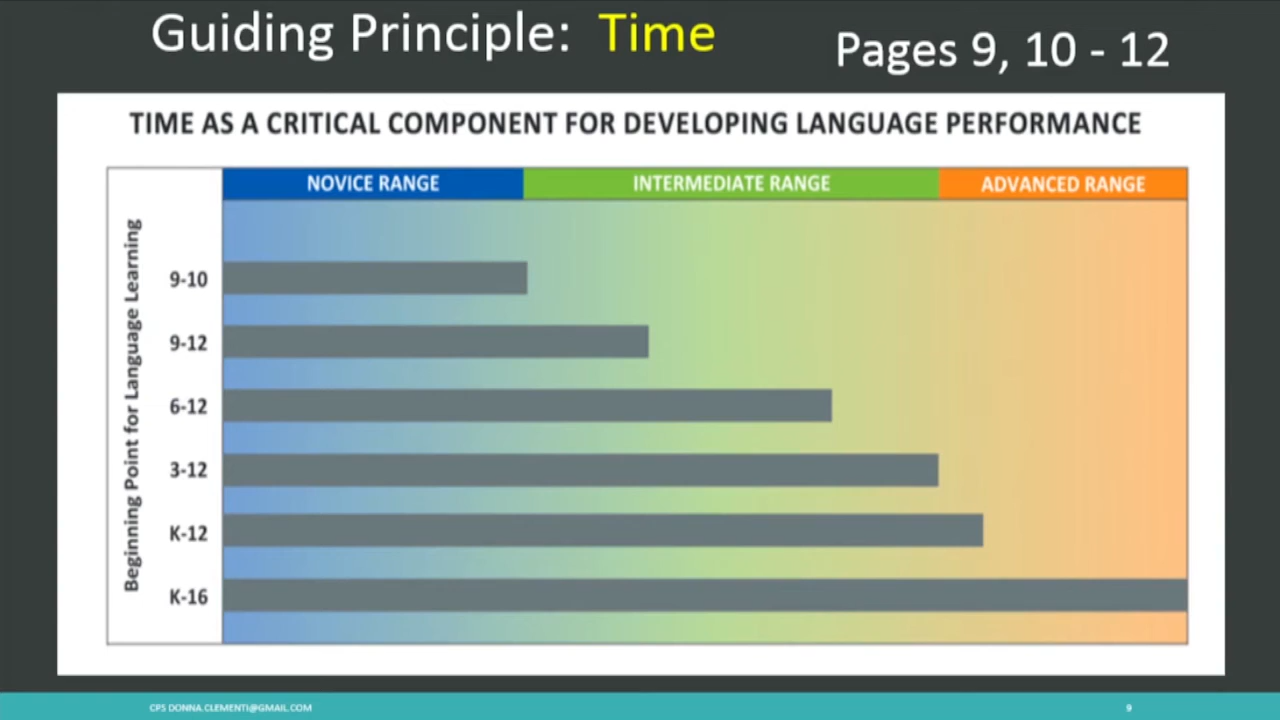 Guiding Principle: Time
Pages 9, 10 - 12
TIME AS A CRITICAL COMPONENT FOR DEVELOPING LANGUAGE PERFORMANCE
NOVICE RANGE
INTERMEDIATE RANGE
ADVANCED RANGE
Beginning Point for Language Learning
9-10
9-12
6-12
3-12
K-12
K-16
CPS DONNA.CLEMENTI@GMAIL.COM
9